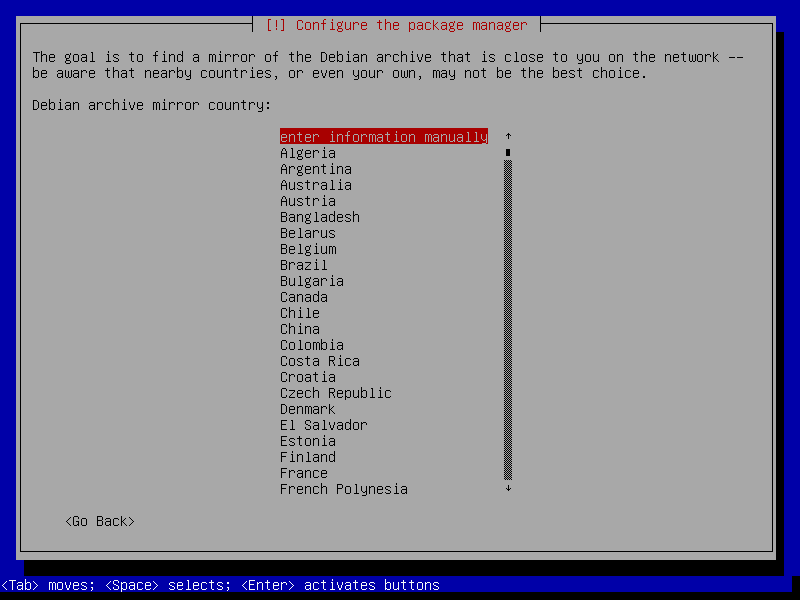 [!] Configure the package manager
The goal is to find a mirror of the Debian archive that is close to you on the network --
be aware that nearby countries, or even your own, may not be the best choice.
Debian archive mirror country:
enter information manually
Algeria
Argentina
Australia
Austria
Bangladesh
Belarus
Belgium
Brazil
Bulgaria
Canada
Chile
China
Colombia
Costa Rica
Croatia
Czech Republic
Denmark
El Salvador
Estonia
Finland
France
French Polynesia
<Go Back>
<Tab> moves; <Space> selects; <Enter> activates buttons